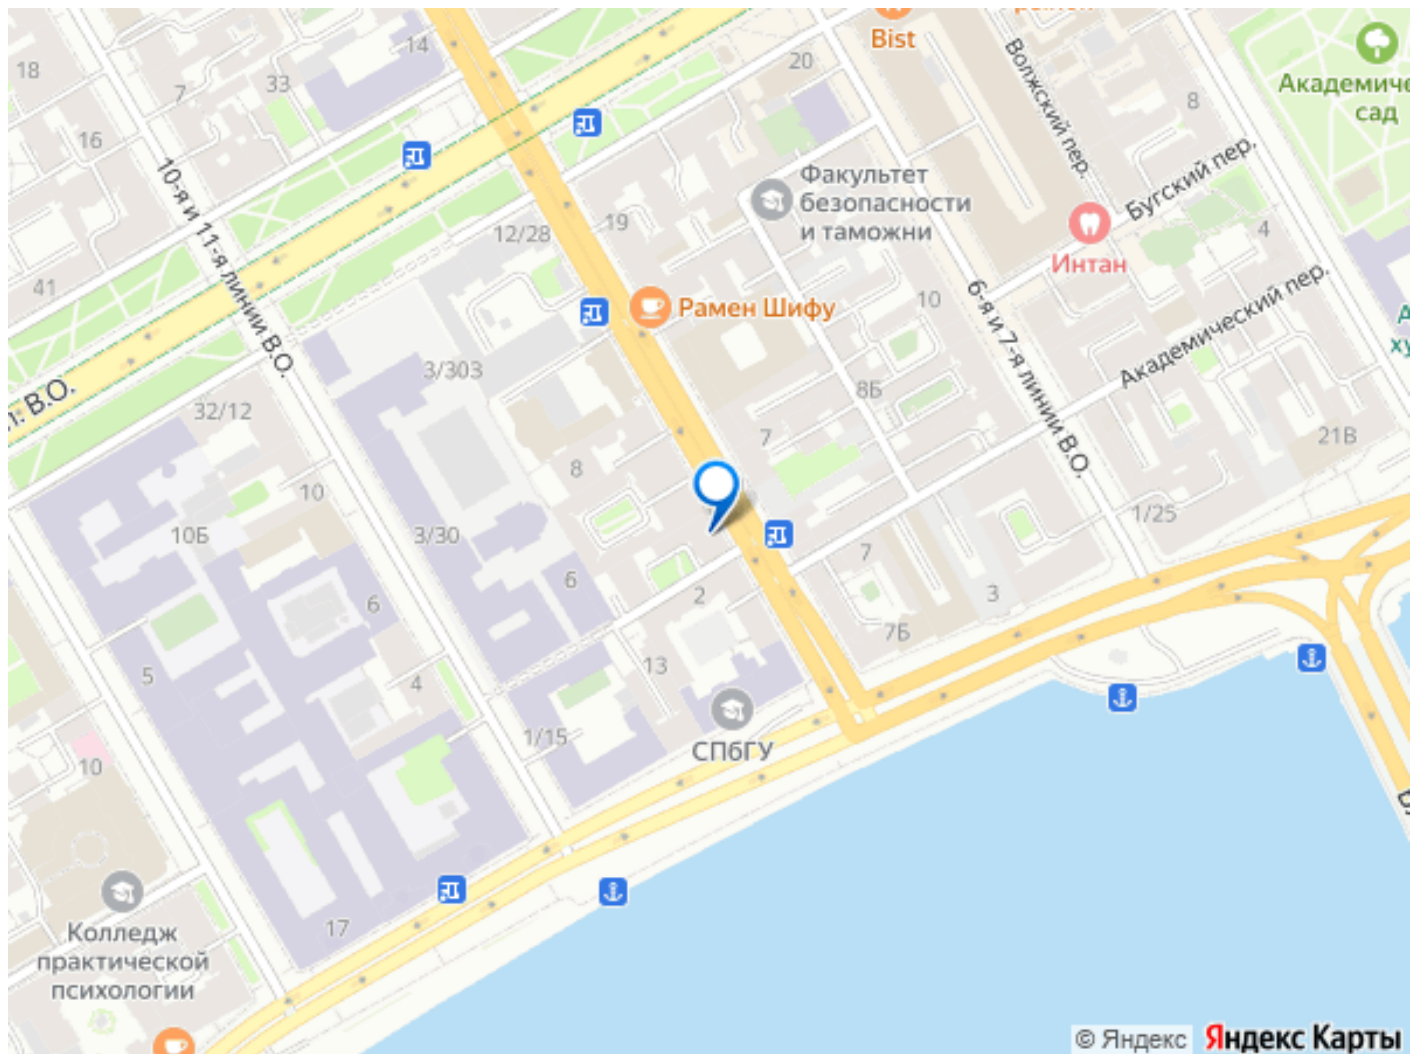 14
18
7
33
16
20
Bist
Волжский пер.
8
Академиче
сад
10-я и 11-я линии В.О.
Факультет
безопасности
и таможни
Бугский пер.
12/28
19
4
Интан
41
6-я и 7-я линии В.О.
10
Академический пер.
Рамен Шифу
3/303
8Б
В.О.
32/12
7
21В
8
10
1/25
10Б
3/30
7
6
2
3
6
7Б
13
5
4
1/15
СПбГУ
10
17
Колледж
практической
психологии
© Яндекс
Яндекс Карты